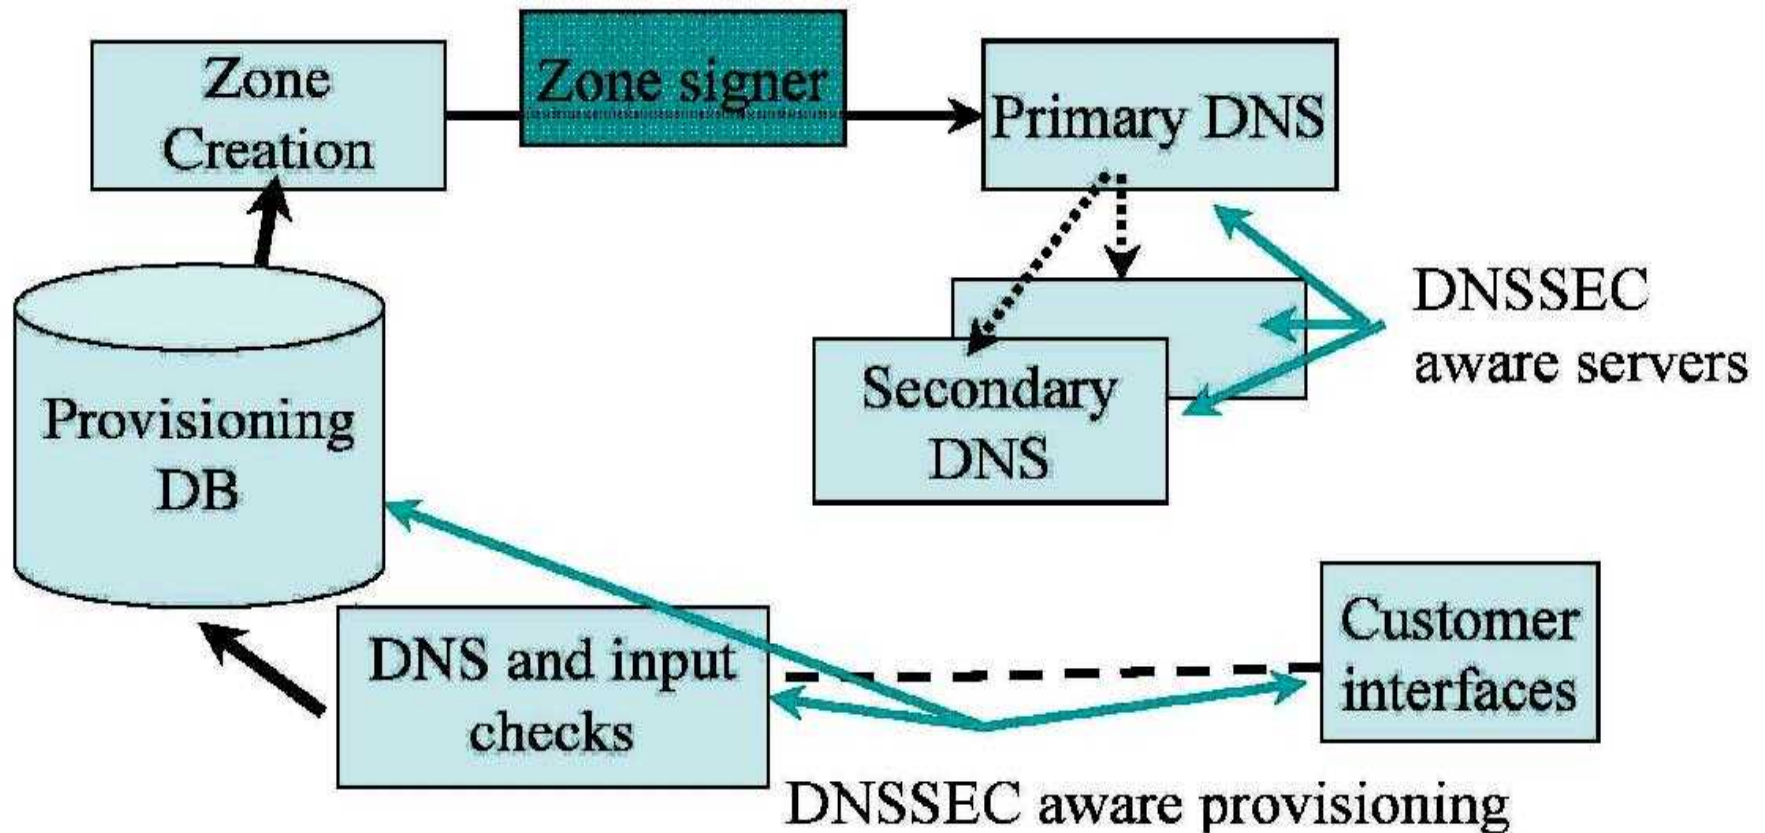 Zone
Creation
Zone signer
Primary DNS
DNSSEC
aware servers
Secondary
DNS
Provisioning
DB
DNS and input
checks
Customer
interfaces
DNSSEC aware provisioning